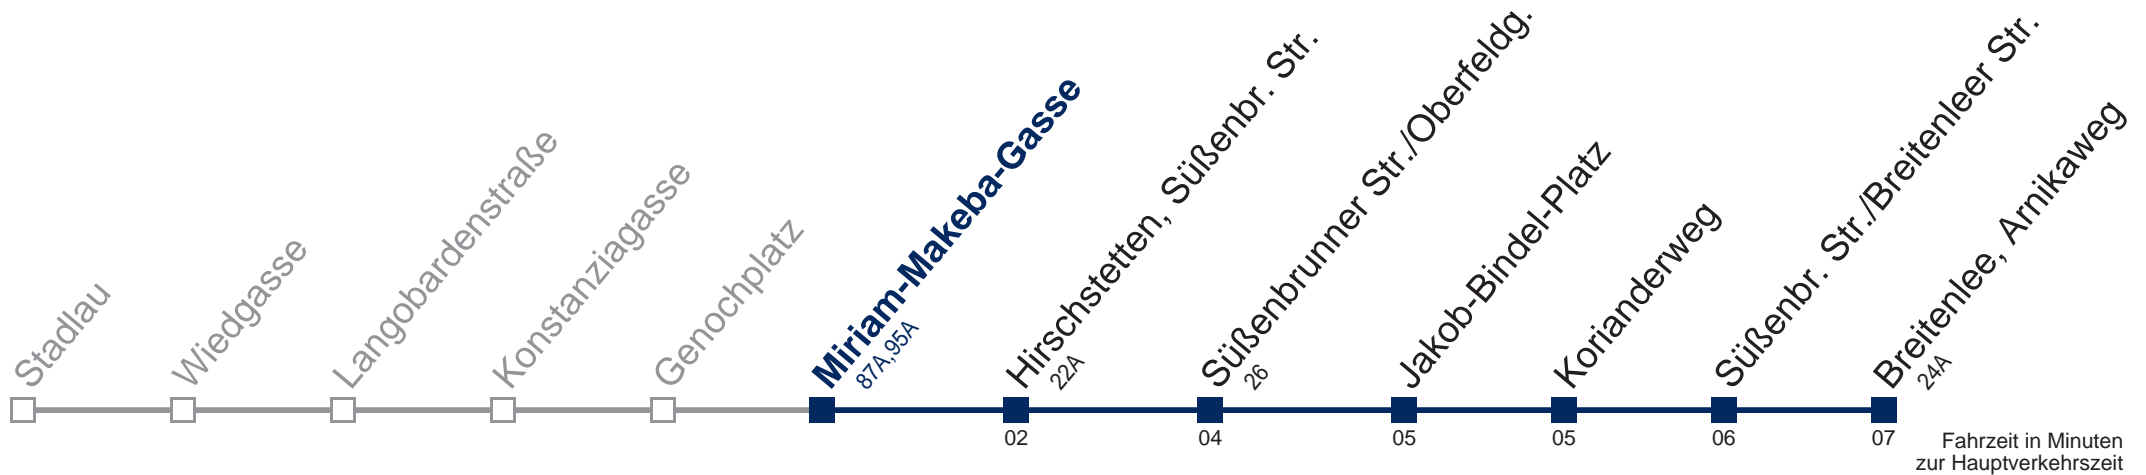 Stadlau
Wiedgasse
Langobardenstraße
Konstanziagasse
Genochplatz
Miriam-Makeba-Gasse
87A,95A
Hirschstetten, Süßenbr. Str.
22A
Süßenbrunner Str./Oberfeldg.
26
Jakob-Bindel-Platz
Korianderweg
Süßenbr. Str./Breitenleer Str.
Breitenlee, Arnikaweg
24A
02
04
05
05
06
07
Fahrzeit in Minuten
zur Hauptverkehrszeit